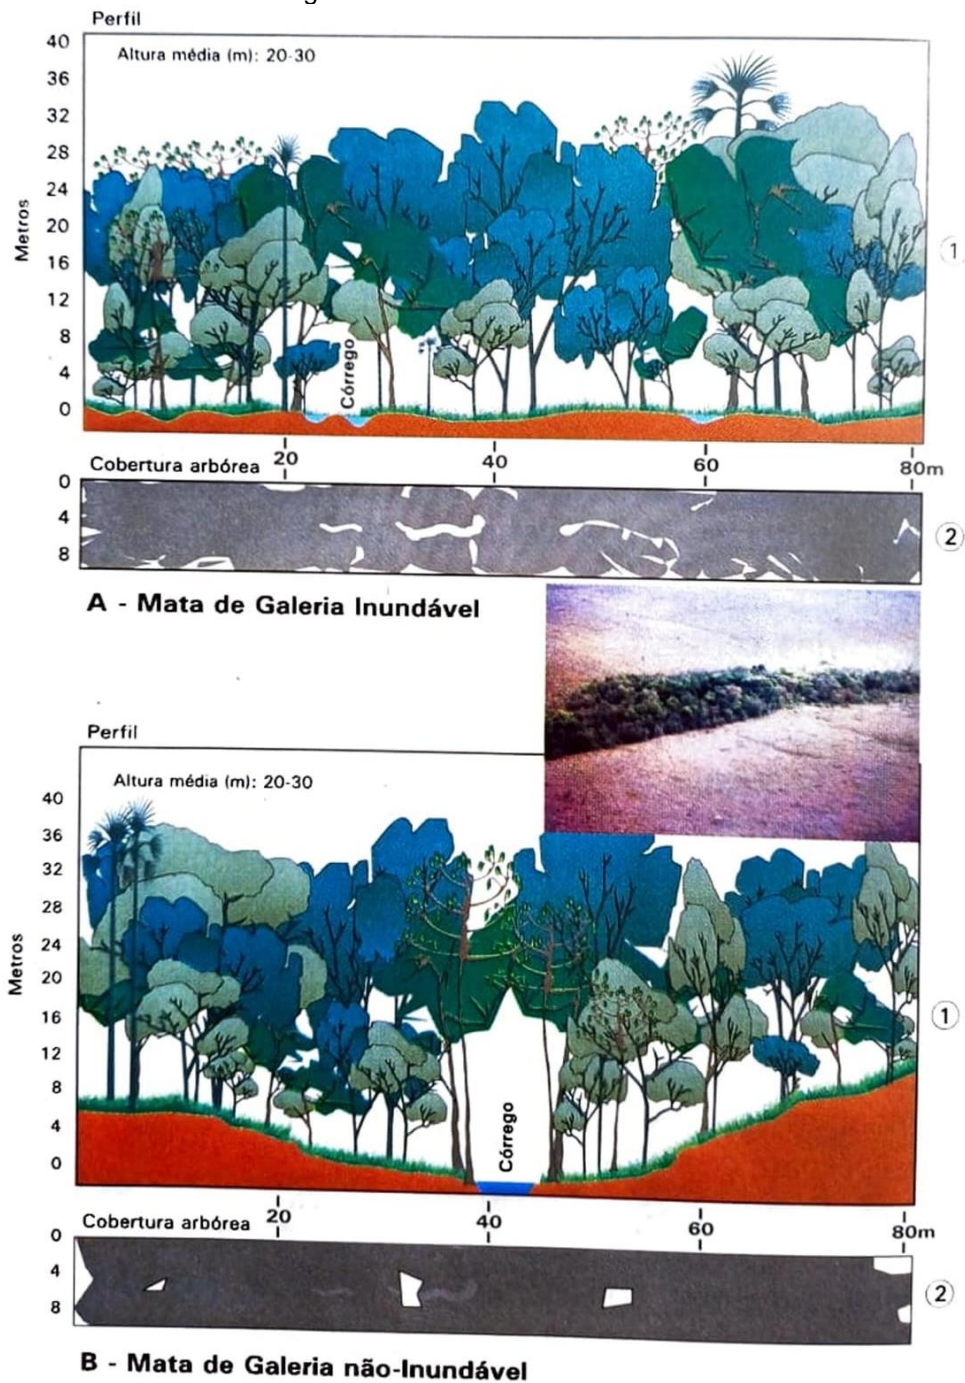 Perfil
40
Altura média (m): 20-30
36
32
28
24
20
16
12
8
4
0
Metros
Córrego
1
20
40
60
80m
Cobertura arbórea
0
4
8
2
A - Mata de Galeria Inundável
Perfil
Altura média (m): 20-30
40
36
32
28
24
20
16
12
8
4
0
Metros
Córrego
1
20
40
60
80m
Cobertura arbórea
0
4
8
2
B - Mata de Galeria não-Inundável